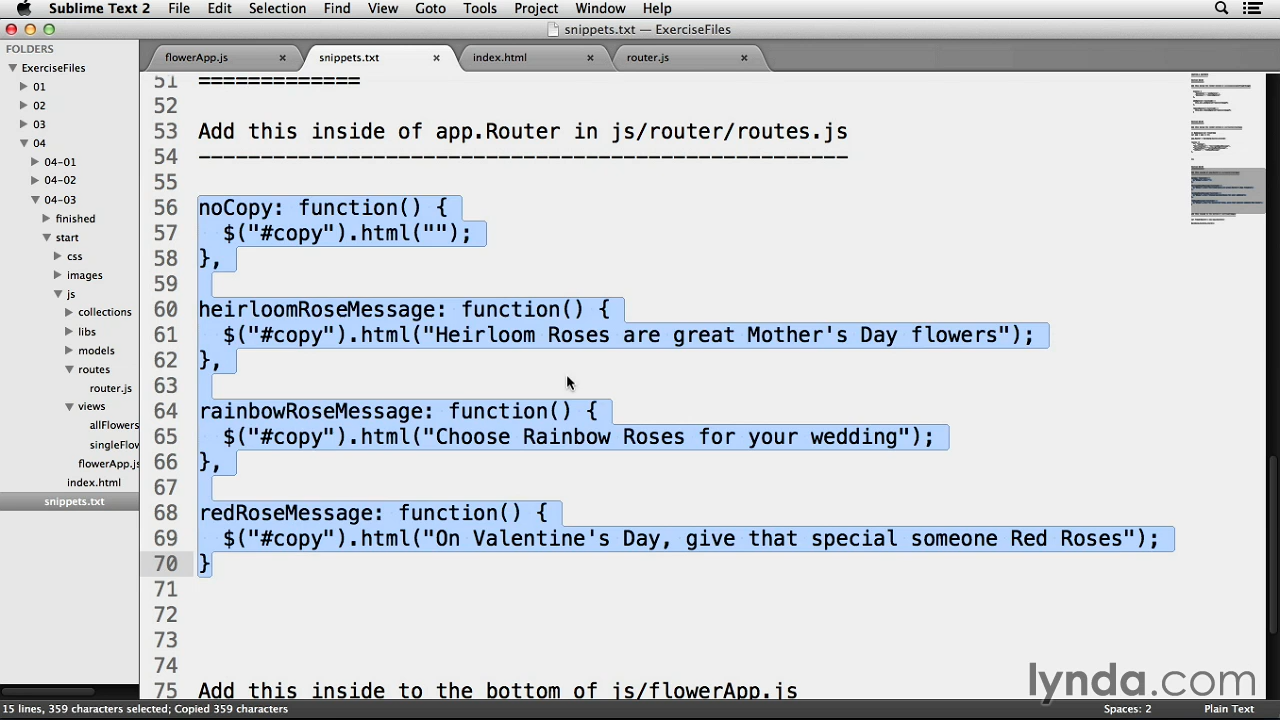 Sublime Text 2 File Edit Selection Find View Goto Tools Project Window Help
snippets.txt — ExerciseFiles
FOLDERS
ExerciseFiles
01
02
03
04
04-01
04-02
04-03
finished
start
css
images
js
collections
libs
models
routes
router.js
views
allFlowers
singleFlow
flowerApp.js
index.html
snippets.txt
flowerApp.js × snippets.txt × index.html × router.js ×
51 =============
52
53 Add this inside of app.Router in js/router/routes.js
54 ----------------------------------------------------
55
56 noCopy: function() {
57   $("#copy").html("");
58 },
59
60 heirloomRoseMessage: function() {
61   $("#copy").html("Heirloom Roses are great Mother's Day flowers");
62 },
63
64 rainbowRoseMessage: function() {
65   $("#copy").html("Choose Rainbow Roses for your wedding");
66 },
67
68 redRoseMessage: function() {
69   $("#copy").html("On Valentine's Day, give that special someone Red Roses");
70 }
71
72
73
74
75 Add this inside to the bottom of js/flowerApp.js
lynda.com
15 lines, 359 characters selected; Copied 359 characters Spaces: 2 Plain Text